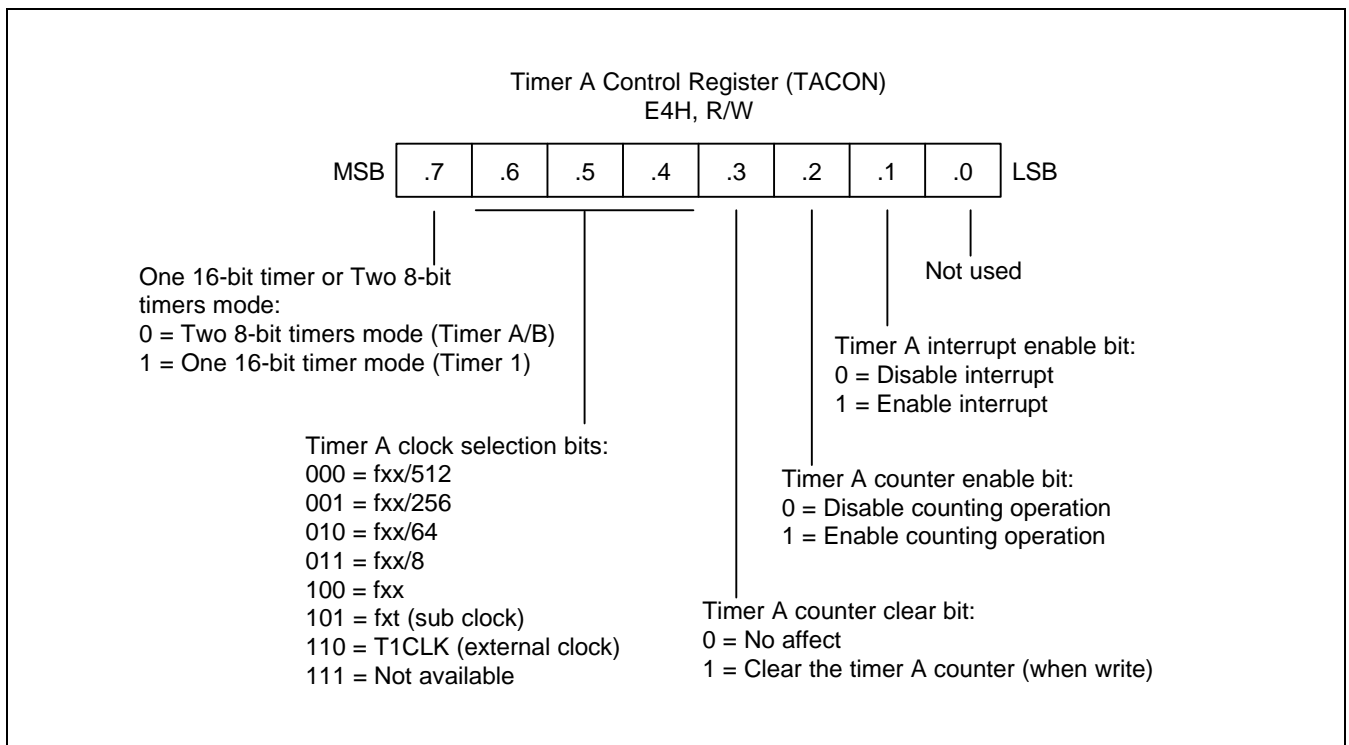 Timer A Control Register (TACON)
E4H, R/W
MSB .7 .6 .5 .4 .3 .2 .1 .0 LSB
One 16-bit timer or Two 8-bit
timers mode:
0 = Two 8-bit timers mode (Timer A/B)
1 = One 16-bit timer mode (Timer 1)
Not used
Timer A interrupt enable bit:
0 = Disable interrupt
1 = Enable interrupt
Timer A clock selection bits:
000 = fxx/512
001 = fxx/256
010 = fxx/64
011 = fxx/8
100 = fxx
101 = fxt (sub clock)
110 = T1CLK (external clock)
111 = Not available
Timer A counter enable bit:
0 = Disable counting operation
1 = Enable counting operation
Timer A counter clear bit:
0 = No affect
1 = Clear the timer A counter (when write)